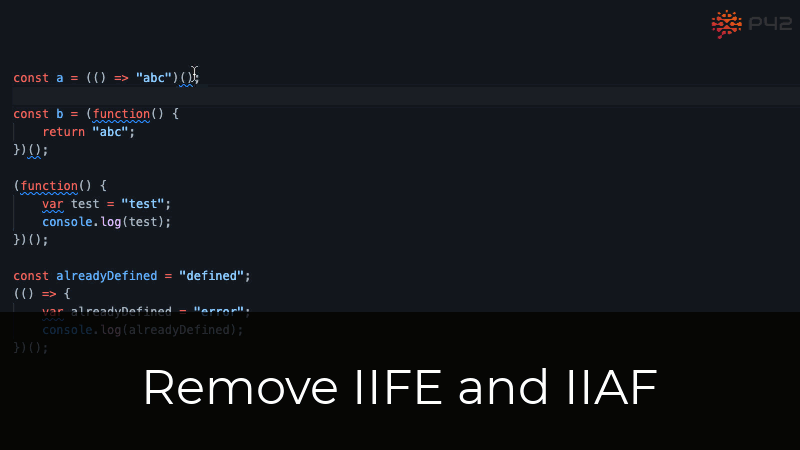 P42
const a = (() => "abc")();
const b = (function() {
return "abc";
})();
(function() {
var test = "test";
console.log(test);
})();
const alreadyDefined = "defined";
(() => {
var alreadyDefined = "error";
console.log(alreadyDefined);
})();
Remove IIFE and IIAF